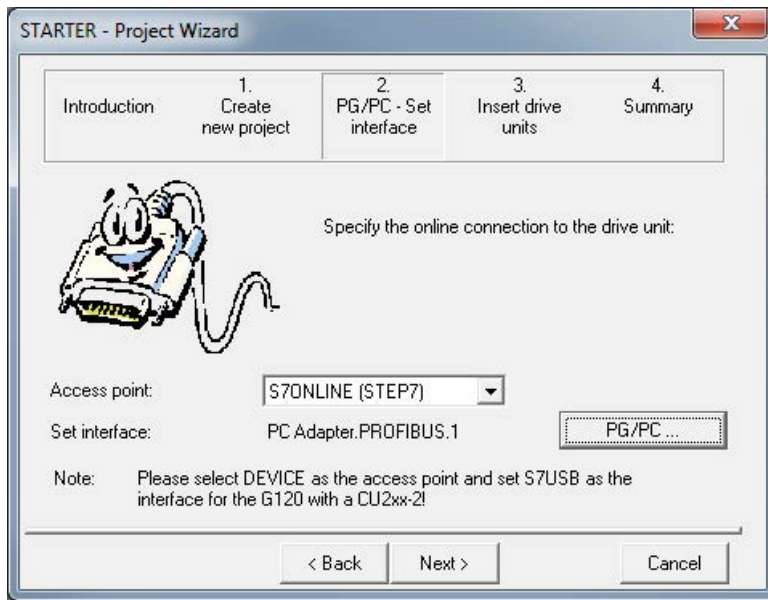 STARTER - Project Wizard
Introduction
1.
Create
new project
2.
PG/PC - Set
interface
3.
Insert drive
units
4.
Summary
Specify the online connection to the drive unit:
Access point: S7ONLINE (STEP7)
Set interface: PC Adapter.PROFIBUS.1 PG/PC ...
Note: Please select DEVICE as the access point and set S7USB as the
interface for the G120 with a CU2xx-2!
< Back Next > Cancel